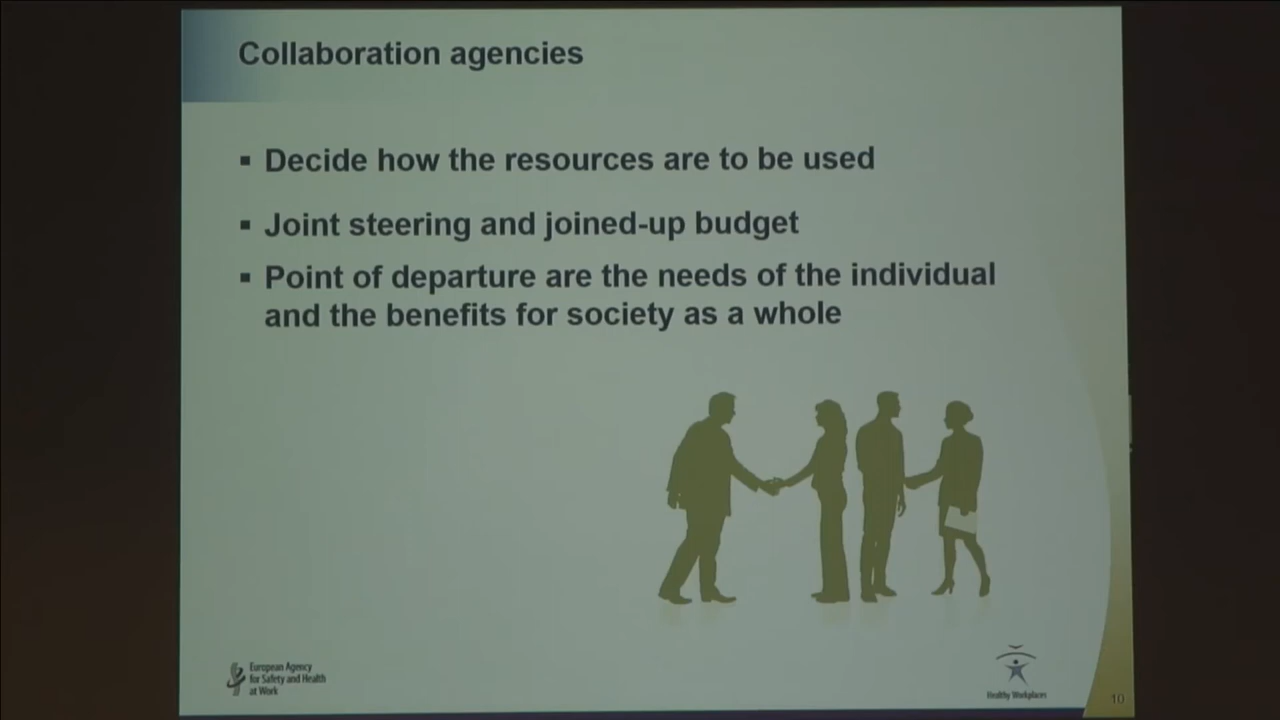 Collaboration agencies
▪ Decide how the resources are to be used
▪ Joint steering and joined-up budget
▪ Point of departure are the needs of the individual
and the benefits for society as a whole
European Agency
for Safety and Health
at Work
Healthy Workplaces
10